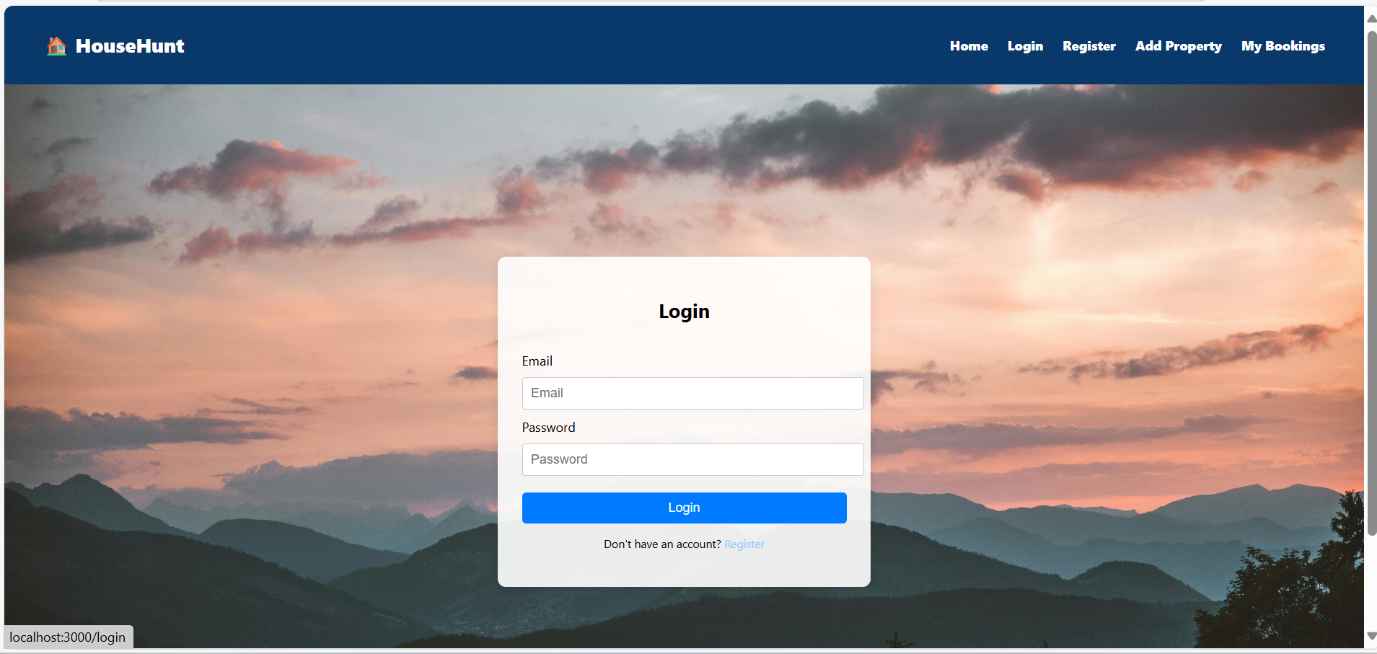 HouseHunt
Home Login Register Add Property My Bookings
Login
Email
Email
Password
Password
Login
Don't have an account? Register
localhost:3000/login